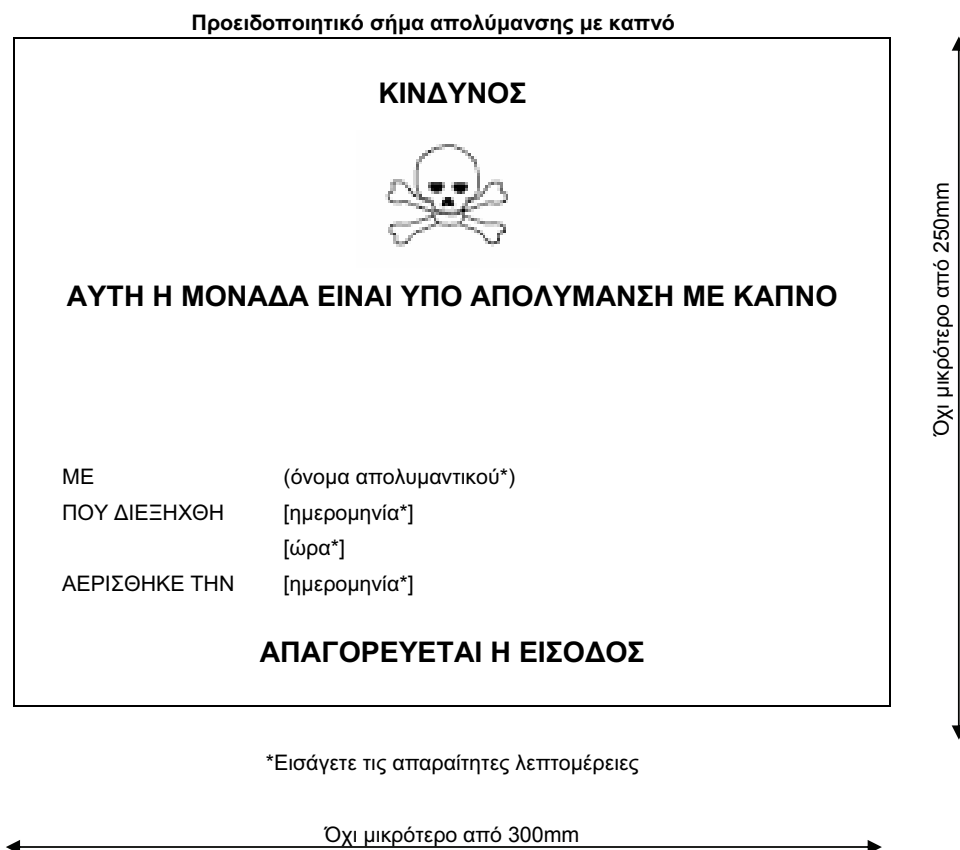 Προειδοποιητικό σήμα απολύμανσης με καπνό
ΚΙΝΔΥΝΟΣ
ΑΥΤΗ Η ΜΟΝΑΔΑ ΕΙΝΑΙ ΥΠΟ ΑΠΟΛΥΜΑΝΣΗ ΜΕ ΚΑΠΝΟ
ΜΕ (όνομα απολυμαντικού*)
ΠΟΥ ΔΙΕΞΗΧΘΗ [ημερομηνία*]
[ώρα*]
ΑΕΡΙΣΘΗΚΕ ΤΗΝ [ημερομηνία*]
ΑΠΑΓΟΡΕΥΕΤΑΙ Η ΕΙΣΟΔΟΣ
Όχι μικρότερο από 250mm
*Εισάγετε τις απαραίτητες λεπτομέρειες
Όχι μικρότερο από 300mm